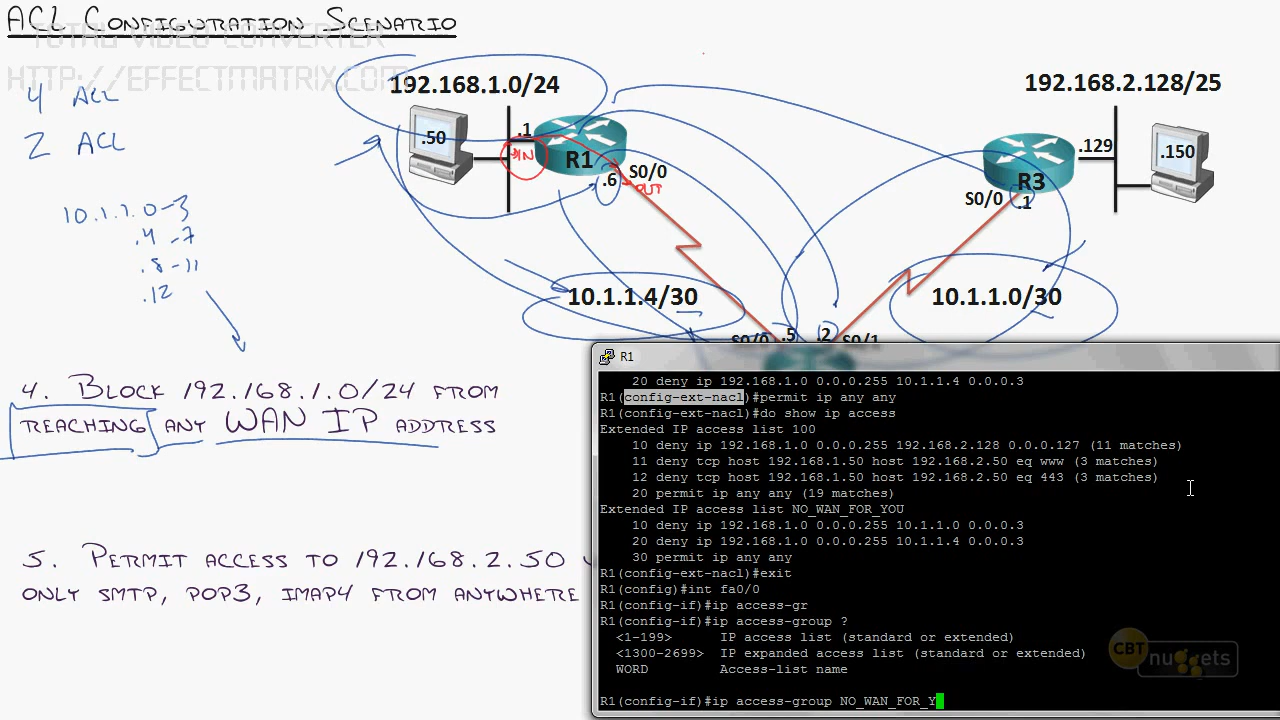 ACL CONFIGURATION SCENARIO
TOTAL VIDEO CONVERTER
HTTP://EFFECTMATRIX.COM
4 ACL
2 ACL
10.1.1.0-3
.4 -7
.8-11
.12
192.168.1.0/24
192.168.2.128/25
.50
.1
IN
R1
.6
S0/0
OUT
R3
.129
.150
S0/0
.1
10.1.1.4/30
10.1.1.0/30
S0/0
.5
.2
S0/1
4. BLOCK 192.168.1.0/24 FROM
REACHING ANY WAN IP ADDRESS
5. PERMIT ACCESS TO 192.168.2.50
ONLY SMTP, POP3, IMAP4 FROM ANYWHERE
R1
20 deny ip 192.168.1.0 0.0.0.255 10.1.1.4 0.0.0.3
R1(config-ext-nacl)#permit ip any any
R1(config-ext-nacl)#do show ip access
Extended IP access list 100
10 deny ip 192.168.1.0 0.0.0.255 192.168.2.128 0.0.0.127 (11 matches)
11 deny tcp host 192.168.1.50 host 192.168.2.50 eq www (3 matches)
12 deny tcp host 192.168.1.50 host 192.168.2.50 eq 443 (3 matches)
20 permit ip any any (19 matches)
Extended IP access list NO_WAN_FOR_YOU
10 deny ip 192.168.1.0 0.0.0.255 10.1.1.0 0.0.0.3
20 deny ip 192.168.1.0 0.0.0.255 10.1.1.4 0.0.0.3
30 permit ip any any
R1(config-ext-nacl)#exit
R1(config)#int fa0/0
R1(config-if)#ip access-gr
R1(config-if)#ip access-group ?
<1-199> IP access list (standard or extended)
<1300-2699> IP expanded access list (standard or extended)
WORD Access-list name
R1(config-if)#ip access-group NO_WAN_FOR_Y
CBT nuggets